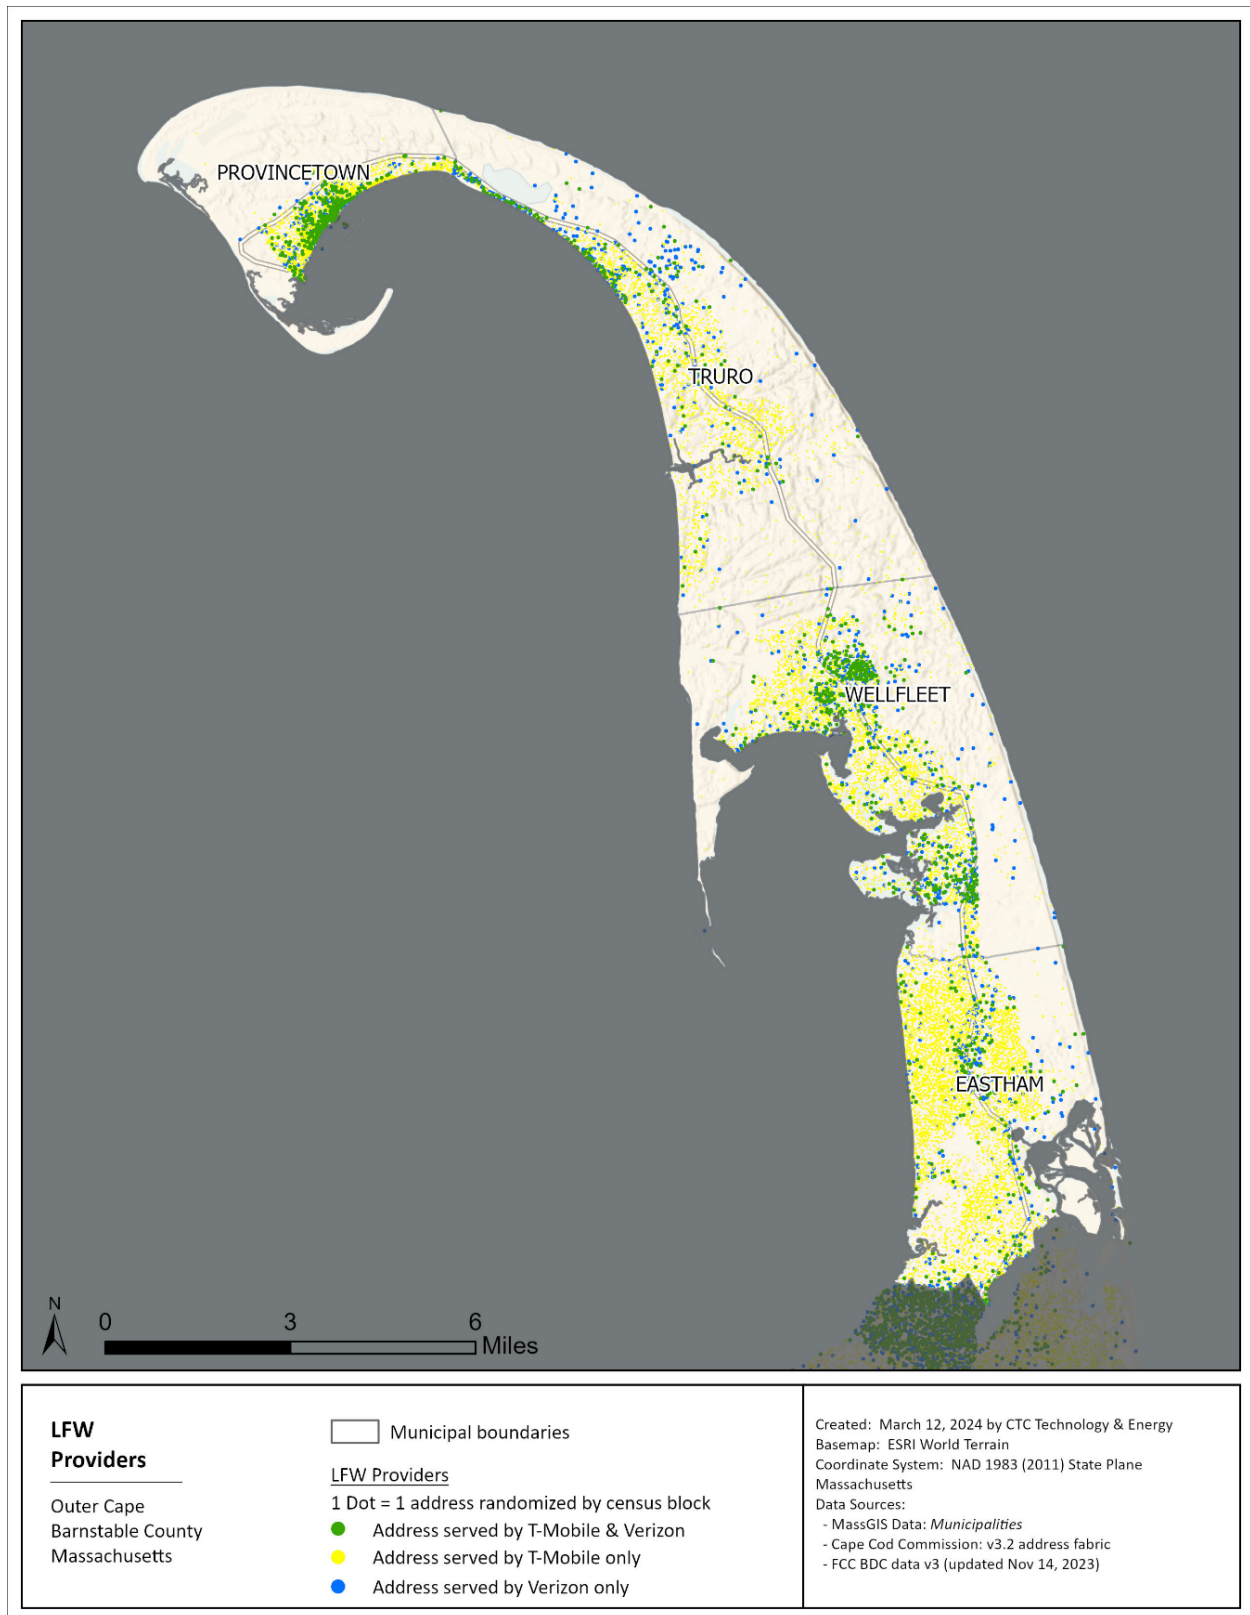 PROVINCETOWN
TRURO
WELLFLEET
EASTHAM
N
0 3 6
Miles
LFW
Providers
Outer Cape
Barnstable County
Massachusetts
Municipal boundaries
LFW Providers
1 Dot = 1 address randomized by census block
Address served by T-Mobile & Verizon
Address served by T-Mobile only
Address served by Verizon only
Created: March 12, 2024 by CTC Technology & Energy
Basemap: ESRI World Terrain
Coordinate System: NAD 1983 (2011) State Plane
Massachusetts
Data Sources:
- MassGIS Data: Municipalities
- Cape Cod Commission: v3.2 address fabric
- FCC BDC data v3 (updated Nov 14, 2023)